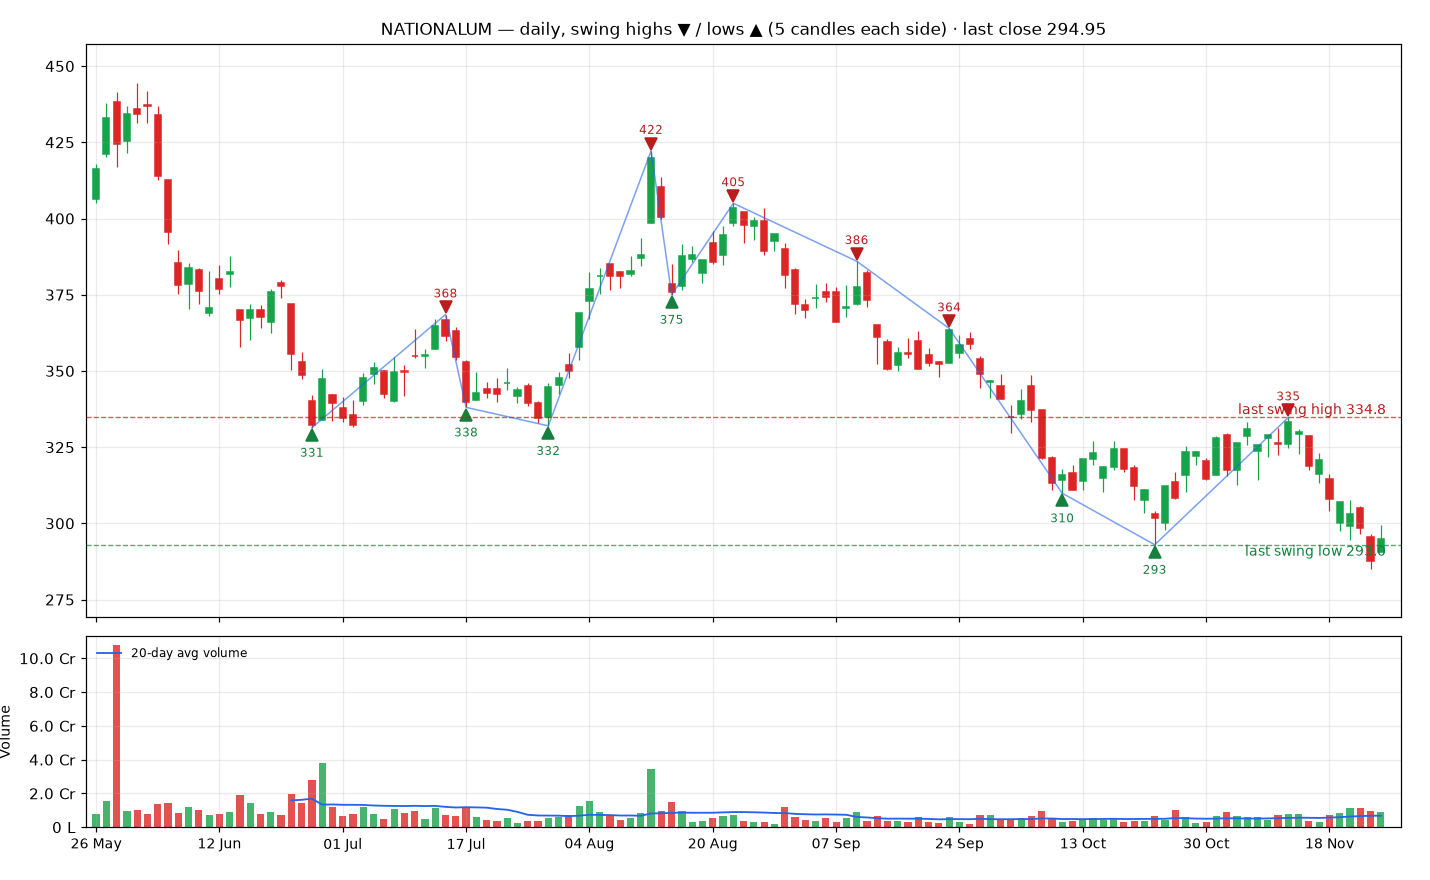 NATIONALUM — daily, swing highs ▼ / lows ▲ (5 candles each side) · last close 294.95
450
425
400
375
350
325
300
275
422
405
386
368
364
375
335
last swing high 334.8
331
338
332
310
last swing low
293
Volume
10.0 Cr
8.0 Cr
6.0 Cr
4.0 Cr
2.0 Cr
0 L
20-day avg volume
26 May
12 Jun
01 Jul
17 Jul
04 Aug
20 Aug
07 Sep
24 Sep
13 Oct
30 Oct
18 Nov